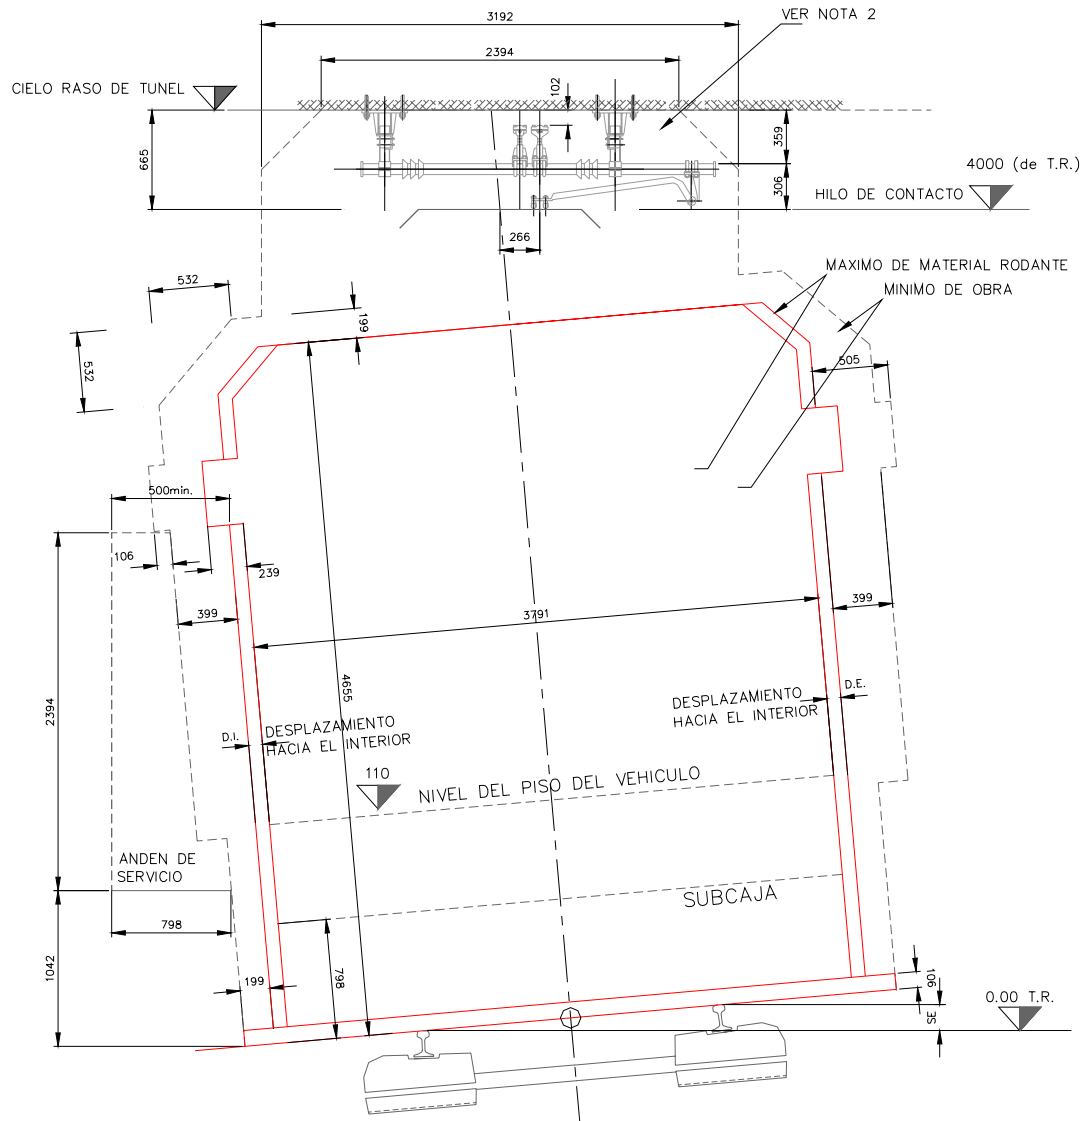 3192
VER NOTA 2
2394
CIELO RASO DE TUNEL
102
665
359
306
4000 (de T.R.)
HILO DE CONTACTO
266
MAXIMO DE MATERIAL RODANTE
MINIMO DE OBRA
532
199
532
505
500min.
106
239
399
399
3791
2394
4655
D.I.
DESPLAZAMIENTO
HACIA EL INTERIOR
DESPLAZAMIENTO
HACIA EL INTERIOR
D.E.
110
NIVEL DEL PISO DEL VEHICULO
ANDEN DE
SERVICIO
SUBCAJA
798
1042
199
798
106
SE
0.00 T.R.